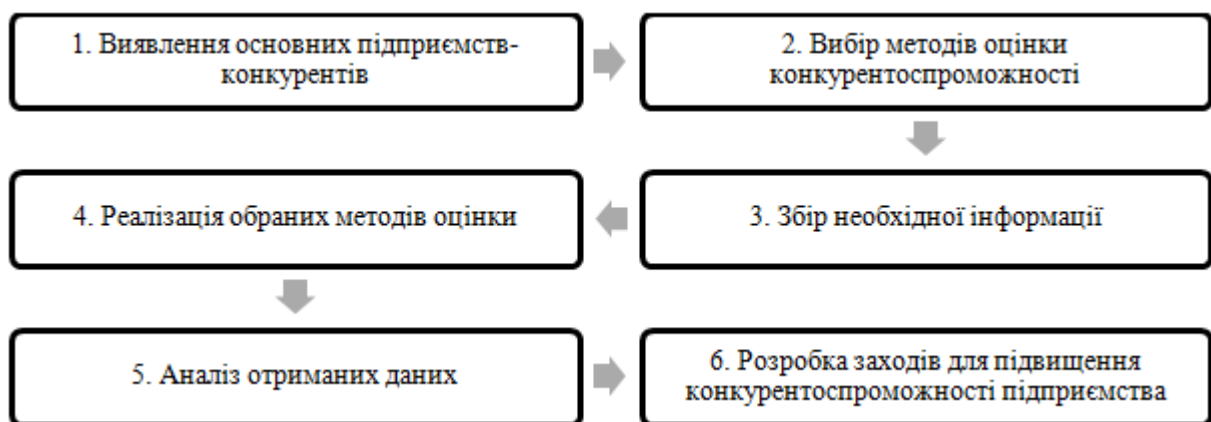 1. Виявлення основних підприємств-
конкурентів
2. Вибір методів оцінки
конкурентоспроможності
3. Збір необхідної інформації
4. Реалізація обраних методів оцінки
5. Аналіз отриманих даних
6. Розробка заходів для підвищення
конкурентоспроможності підприємства